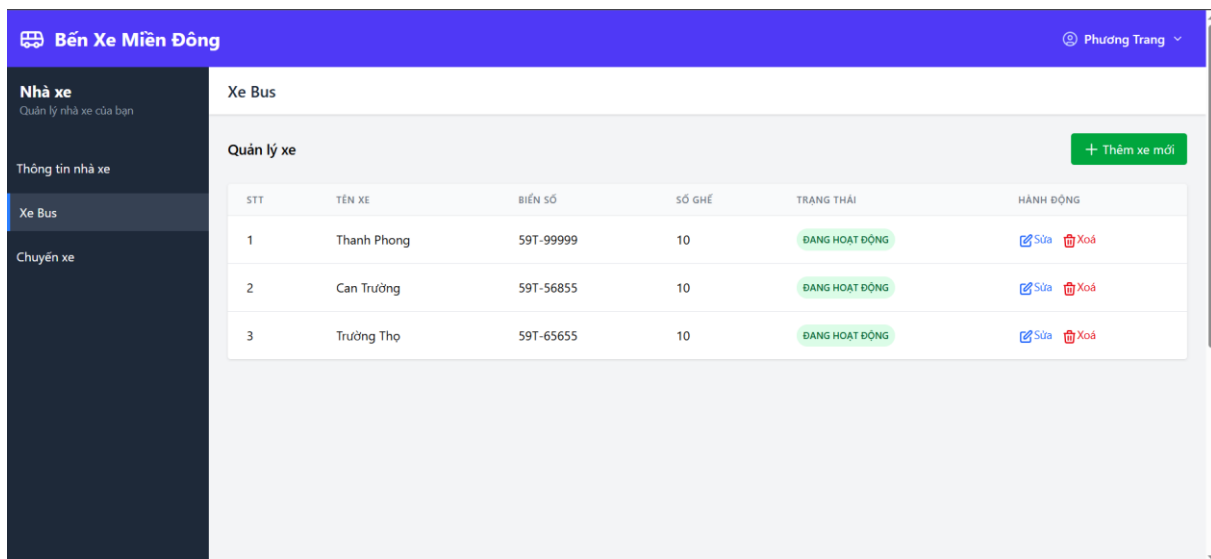 Bến Xe Miền Đông
Phương Trang
Nhà xe
Quản lý nhà xe của bạn
Thông tin nhà xe
Xe Bus
Chuyến xe
Xe Bus
Quản lý xe
+ Thêm xe mới
STT TÊN XE BIỂN SỐ SỐ GHẾ TRẠNG THÁI HÀNH ĐỘNG
1 Thanh Phong 59T-99999 10 ĐANG HOẠT ĐỘNG Sửa Xoá
2 Can Trường 59T-56855 10 ĐANG HOẠT ĐỘNG Sửa Xoá
3 Trường Thọ 59T-65655 10 ĐANG HOẠT ĐỘNG Sửa Xoá